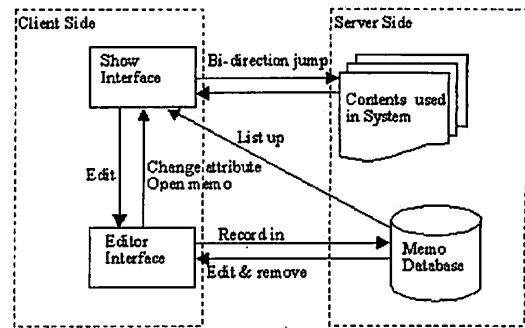 Client Side
Server Side
Show
Interface
Bi-direction jump
Contents used
in System
List up
Edit
Change attribute
Open memo
Editor
Interface
Record in
Edit & remove
Memo
Database